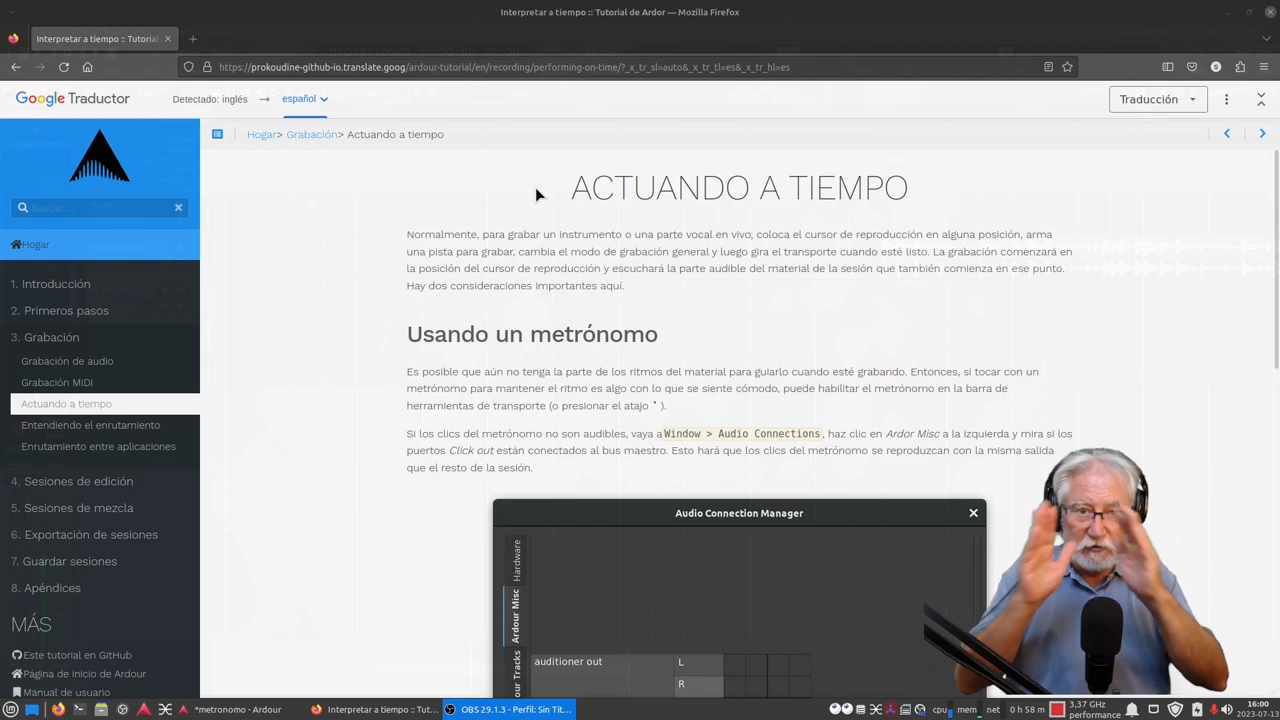 Interpretar a tiempo :: Tutorial de Ardor — Mozilla Firefox
Interpretar a tiempo :: Tutorial
https://prokoudine-github-io.translate.goog/ardour-tutorial/en/recording/performing-on-time/?_x_tr_sl=auto&_x_tr_tl=es&_x_tr_hl=es
Google Traductor
Detectado: inglés
español
Traducción
Hogar> Grabación> Actuando a tiempo
Buscar...
Hogar
1. Introducción
2. Primeros pasos
3. Grabación
Grabación de audio
Grabación MIDI
Actuando a tiempo
Entendiendo el enrutamiento
Enrutamiento entre aplicaciones
4. Sesiones de edición
5. Sesiones de mezcla
6. Exportación de sesiones
7. Guardar sesiones
8. Apéndices
MÁS
Este tutorial en GitHub
Página de inicio de Ardour
Manual de usuario
ACTUANDO A TIEMPO
Normalmente, para grabar un instrumento o una parte vocal en vivo, coloca el cursor de reproducción en alguna posición, arma
una pista para grabar, cambia el modo de grabación general y luego gira el transporte cuando esté listo. La grabación comenzará en
la posición del cursor de reproducción y escuchará la parte audible del material de la sesión que también comienza en ese punto.
Hay dos consideraciones importantes aquí.
Usando un metrónomo
Es posible que aún no tenga la parte de los ritmos del material para guiarlo cuando esté grabando. Entonces, si tocar con un
metrónomo para mantener el ritmo es algo con lo que se siente cómodo, puede habilitar el metrónomo en la barra de
herramientas de transporte (o presionar el atajo ` ).
Si los clics del metrónomo no son audibles, vaya a Window > Audio Connections, haz clic en Ardor Misc a la izquierda y mira si los
puertos Click out están conectados al bus maestro. Esto hará que los clics del metrónomo se reproduzcan con la misma salida
que el resto de la sesión.
Audio Connection Manager
Hardware
Ardour Misc
our Tracks
auditioner out
L
R
*metronomo - Ardour
Interpretar a tiempo :: Tut...
OBS 29.1.3 - Perfil: Sin Tít...
cpu
mem
net
0 h 58 m
3,37 GHz
performance
16:00
2023-07-13